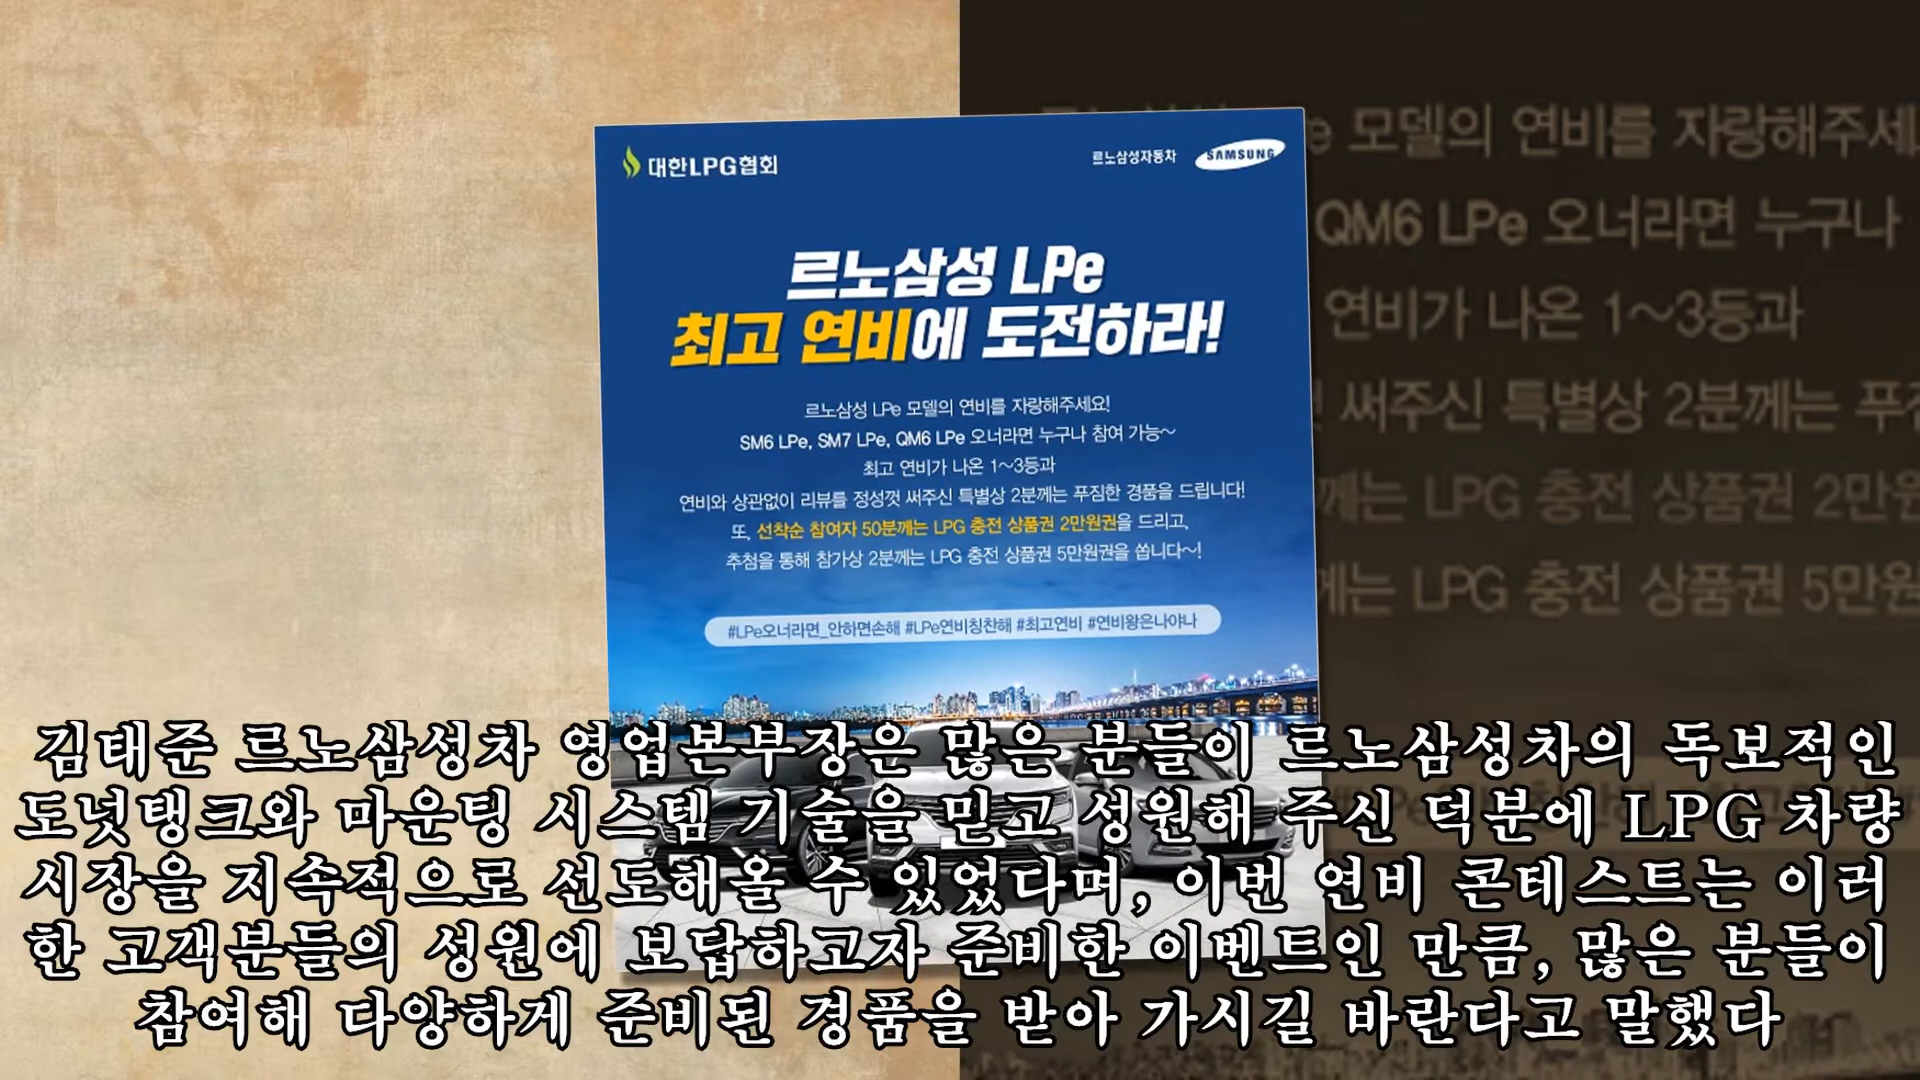 대한LPG협회
르노삼성자동차 SAMSUNG
르노삼성 LPe
최고 연비에 도전하라!
르노삼성 LPe 모델의 연비를 자랑해주세요!
SM6 LPe, SM7 LPe, QM6 LPe 오너라면 누구나 참여 가능~
최고 연비가 나온 1~3등과
연비와 상관없이 리뷰를 정성껏 써주신 특별상 2분께는 푸짐한 경품을 드립니다!
또, 선착순 참여자 50분께는 LPG 충전 상품권 2만원권을 드리고,
추첨을 통해 참가상 2분께는 LPG 충전 상품권 5만원권을 쏩니다~!
#LPe오너라면_안하면손해 #LPe연비칭찬해 #최고연비 #연비왕은나야나
e 모델의 연비를 자랑해주세
QM6 LPe 오너라면 누구나
연비가 나온 1~3등과
써주신 특별상 2분께는 푸
께는 LPG 충전 상품권 2만
께는 LPG 충전 상품권 5만원
김태준 르노삼성차 영업본부장은 많은 분들이 르노삼성차의 독보적인
도넛탱크와 마운팅 시스템 기술을 믿고 성원해 주신 덕분에 LPG 차량
시장을 지속적으로 선도해올 수 있었다며, 이번 연비 콘테스트는 이러
한 고객분들의 성원에 보답하고자 준비한 이벤트인 만큼, 많은 분들이
참여해 다양하게 준비된 경품을 받아 가시길 바란다고 말했다